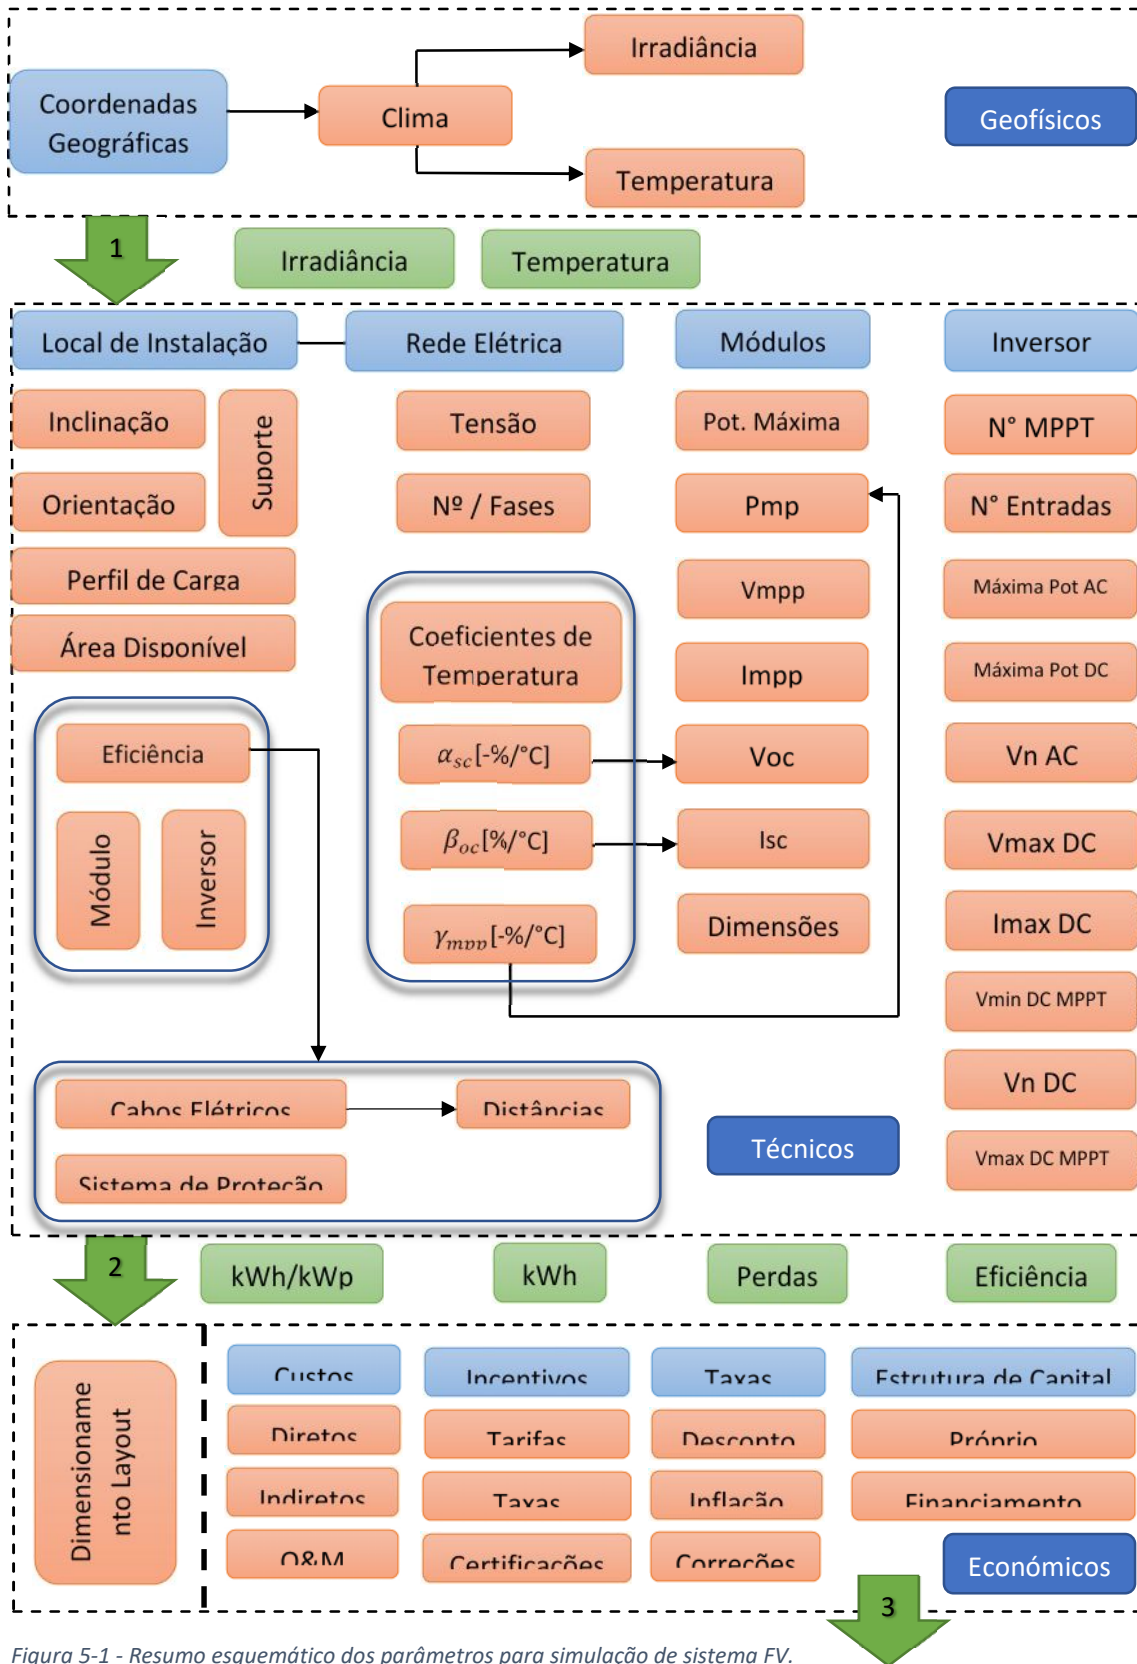 Irradiância
Coordenadas
Geográficas
Clima
Geofísicos
Temperatura
1
Irradiância
Temperatura
Local de Instalação
Rede Elétrica
Módulos
Inversor
Inclinação
Suporte
Tensão
Pot. Máxima
N° MPPT
Orientação
Nº / Fases
Pmp
N° Entradas
Perfil de Carga
Vmpp
Máxima Pot AC
Área Disponível
Coeficientes de
Temperatura
Impp
Máxima Pot DC
Eficiência
α_sc[-%/°C]
Voc
Vn AC
Módulo
Inversor
β_oc[%/°C]
Isc
Vmax DC
γ_mpp[-%/°C]
Dimensões
Imax DC
Vmin DC MPPT
Cabos Elétricos
Distâncias
Vn DC
Técnicos
Vmax DC MPPT
Sistema de Proteção
2
kWh/kWp
kWh
Perdas
Eficiência
Dimensioname
nto Layout
Custos
Incentivos
Taxas
Estrutura de Capital
Diretos
Tarifas
Desconto
Próprio
Indiretos
Taxas
Inflação
Financiamento
O&M
Certificações
Correções
Económicos
3
Figura 5-1 - Resumo esquemático dos parâmetros para simulação de sistema FV.